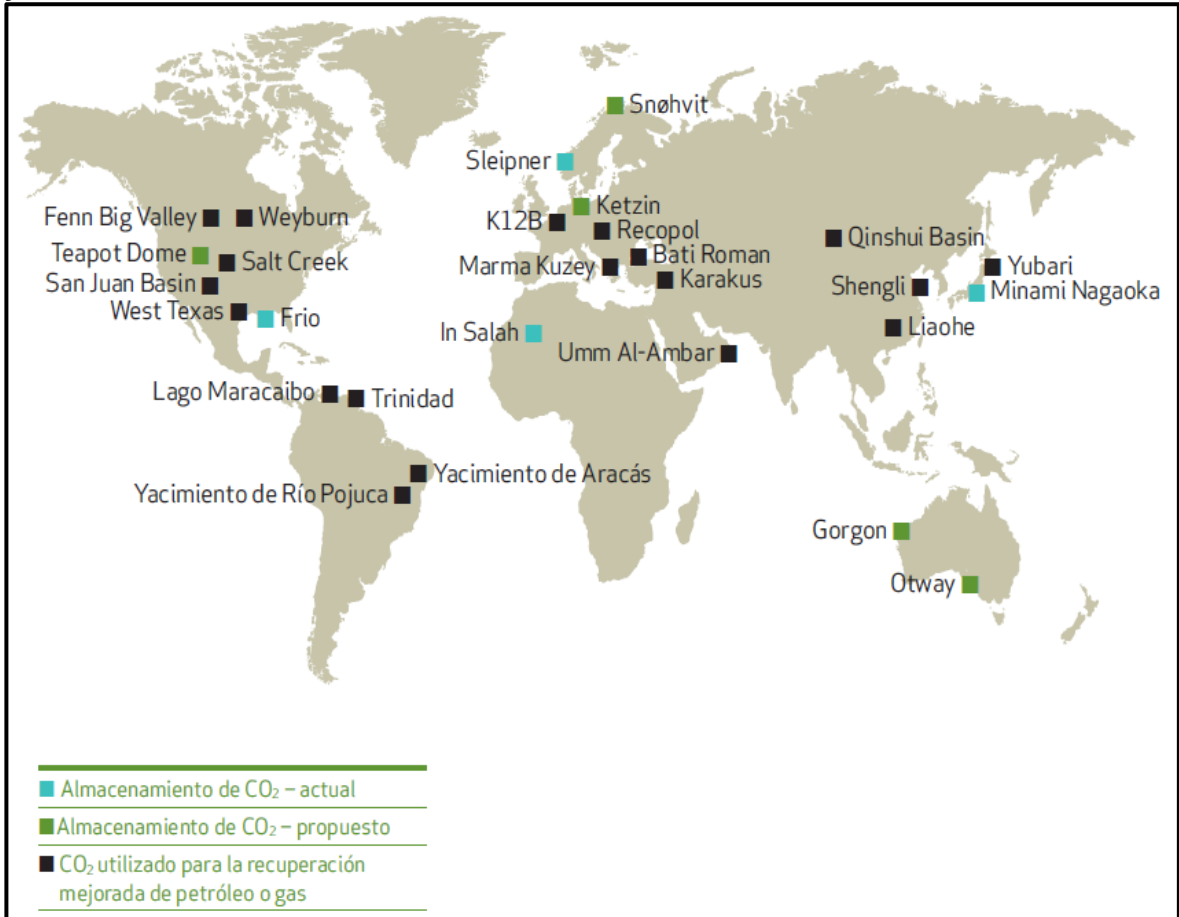 Snøhvit
Sleipner
Ketzin
K12B
Recopol
Fenn Big Valley
Weyburn
Teapot Dome
Salt Creek
San Juan Basin
West Texas
Frio
Bati Roman
Marma Kuzey
Karakus
Qinshui Basin
Yubari
Shengli
Minami Nagaoka
Liaohe
In Salah
Umm Al-Ambar
Lago Maracaibo
Trinidad
Yacimiento de Aracás
Yacimiento de Río Pojuca
Gorgon
Otway
Almacenamiento de CO₂ – actual
Almacenamiento de CO₂ – propuesto
CO₂ utilizado para la recuperación
mejorada de petróleo o gas